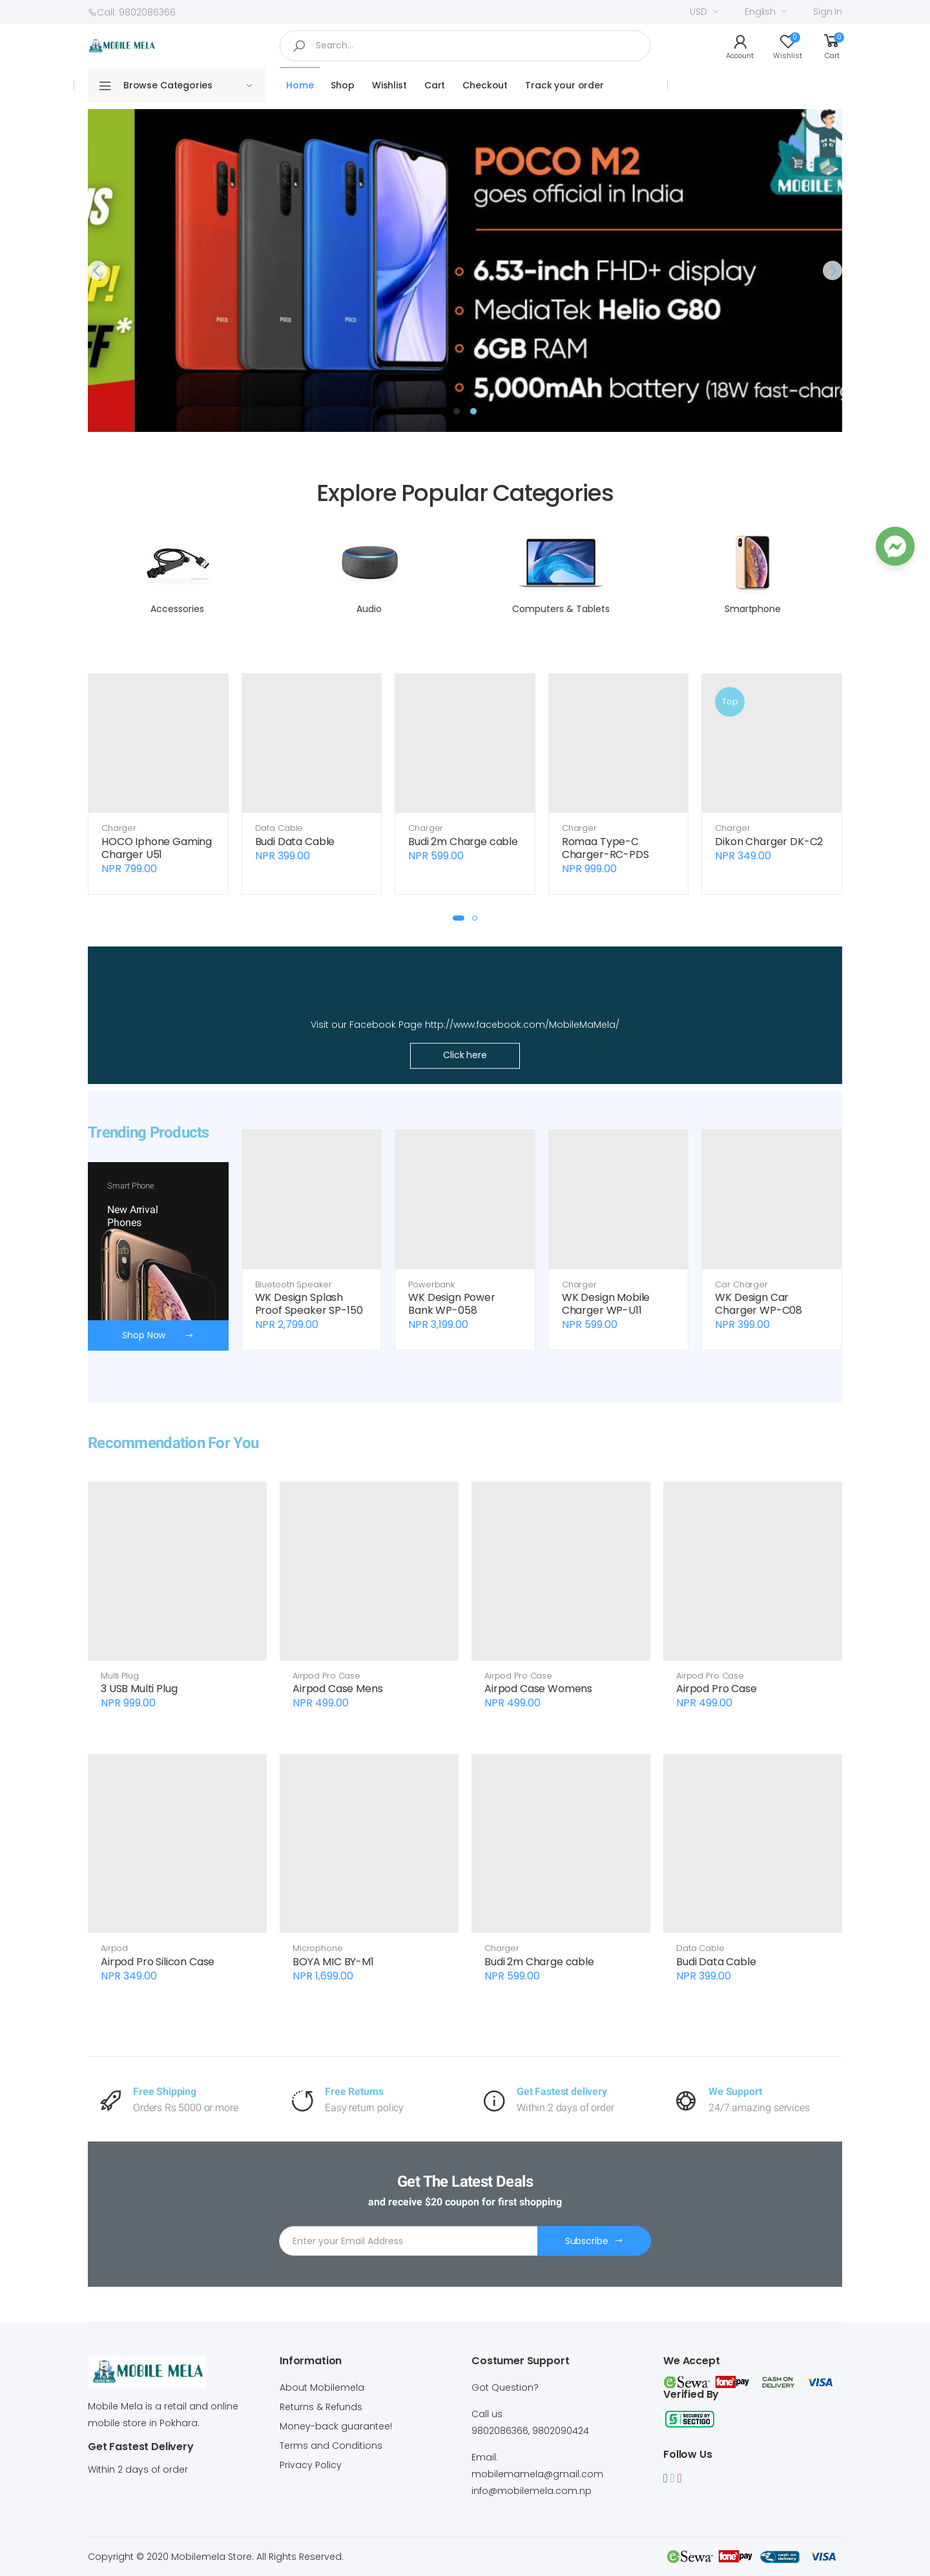 Call: 9802086366
USD
English
Sign In
MOBILE MELA
Search...
0
0
Account
Wishlist
Cart
Browse Categories
Home
Shop
Wishlist
Cart
Checkout
Track your order
P!
FF*
POCO
POCO
POCO
POCO M2
goes official in India
MOBILE M
6.53-inch FHD+ display
MediaTek Helio G80
6GB RAM
5,000mAh battery (18W fast-charg
Explore Popular Categories
Accessories
Audio
Computers & Tablets
Smartphone
Top
Charger
HOCO Iphone Gaming
Charger U51
NPR 799.00
Data Cable
Budi Data Cable
NPR 399.00
Charger
Budi 2m Charge cable
NPR 599.00
Charger
Romaa Type-C
Charger-RC-PDS
NPR 999.00
Charger
Dikon Charger DK-C2
NPR 349.00
Visit our Facebook Page http://www.facebook.com/MobileMaMela/
Click here
Trending Products
Smart Phone
New Arrival
Phones
Shop Now
Bluetooth Speaker
WK Design Splash
Proof Speaker SP-150
NPR 2,799.00
Powerbank
WK Design Power
Bank WP-058
NPR 3,199.00
Charger
WK Design Mobile
Charger WP-U11
NPR 599.00
Car Charger
WK Design Car
Charger WP-C08
NPR 399.00
Recommendation For You
Multi Plug
3 USB Multi Plug
NPR 999.00
Airpod Pro Case
Airpod Case Mens
NPR 499.00
Airpod Pro Case
Airpod Case Womens
NPR 499.00
Airpod Pro Case
Airpod Pro Case
NPR 499.00
Airpod
Airpod Pro Silicon Case
NPR 349.00
Microphone
BOYA MIC BY-M1
NPR 1,699.00
Charger
Budi 2m Charge cable
NPR 599.00
Data Cable
Budi Data Cable
NPR 399.00
Free Shipping
Orders Rs 5000 or more
Free Returns
Easy return policy
Get Fastest delivery
Within 2 days of order
We Support
24/7 amazing services
Get The Latest Deals
and receive $20 coupon for first shopping
Enter your Email Address
Subscribe
MOBILE MELA
Mobile Mela is a retail and online
mobile store in Pokhara.
Get Fastest Delivery
Within 2 days of order
Information
About Mobilemela
Returns & Refunds
Money-back guarantee!
Terms and Conditions
Privacy Policy
Costumer Support
Got Question?
Call us
9802086366, 9802090424
Email:
mobilemamela@gmail.com
info@mobilemela.com.np
We Accept
eSewa
fonepay
CASH ON
DELIVERY
VISA
Verified By
SECURED BY
SECTIGO
Follow Us
Copyright © 2020 Mobilemela Store. All Rights Reserved.
eSewa
fonepay
cash on
delivery
VISA